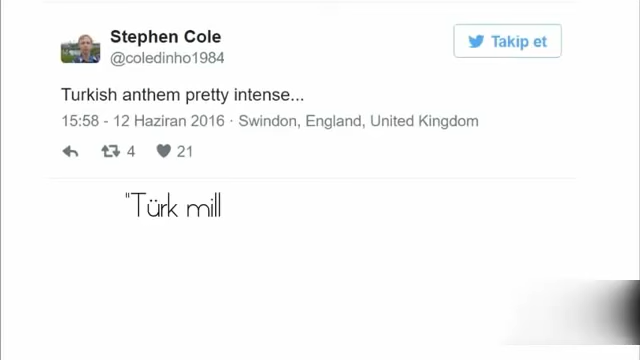 Stephen Cole
@coledinho1984
Takip et
Turkish anthem pretty intense...
15:58 - 12 Haziran 2016 · Swindon, England, United Kingdom
4 21
"Türk mill